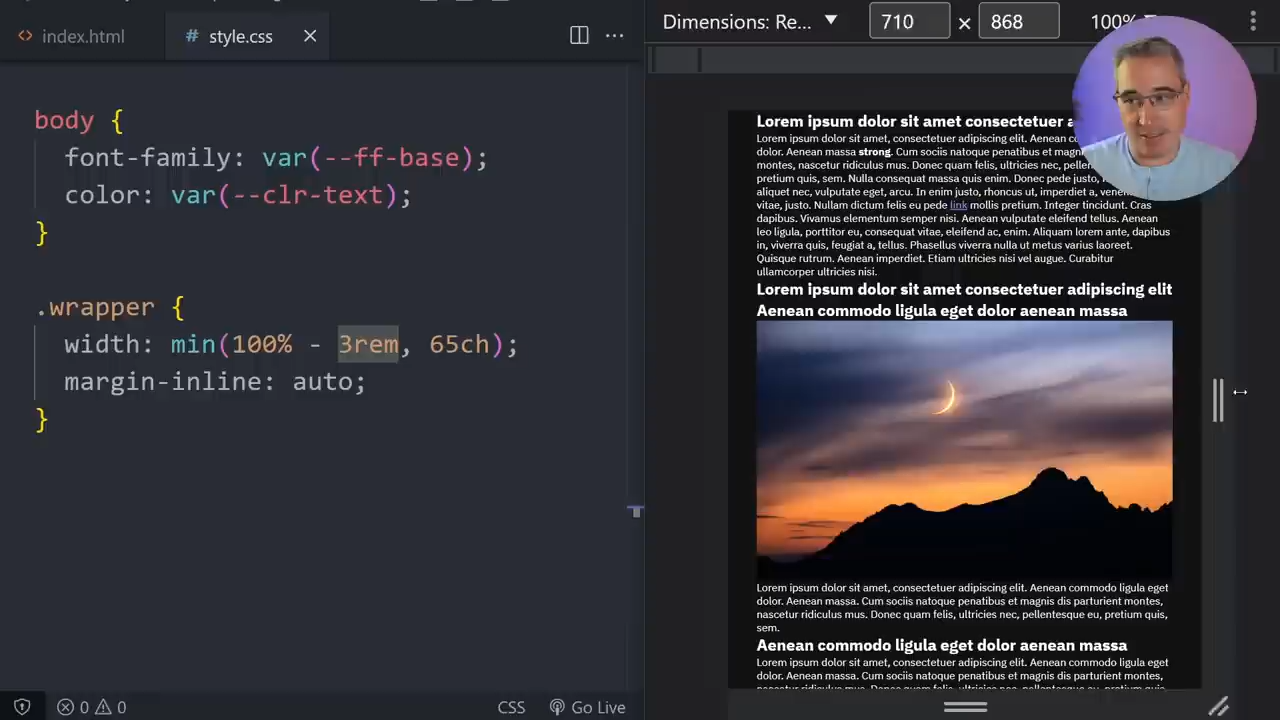 index.html
style.css
body {
font-family: var(--ff-base);
color: var(--clr-text);
}
.wrapper {
width: min(100% - 3rem, 65ch);
margin-inline: auto;
}
0 0
CSS
Go Live
Dimensions: Re...
710 × 868
100%
Lorem ipsum dolor sit amet consectetuer
Lorem ipsum dolor sit amet, consectetuer adipiscing elit. Aenean
dolor. Aenean massa strong. Cum sociis natoque penatibus et
montes, nascetur ridiculus mus. Donec quam felis, ultricies nec,
pretium quis, sem. Nulla consequat massa quis enim. Donec pede justo,
aliquet nec, vulputate eget, arcu. In enim justo, rhoncus ut, imperdiet a,
vitae, justo. Nullam dictum felis eu pede link mollis pretium. Integer tincidunt. Cras
dapibus. Vivamus elementum semper nisi. Aenean vulputate eleifend tellus. Aenean
leo ligula, porttitor eu, consequat vitae, eleifend ac, enim. Aliquam lorem ante, dapibus
in, viverra quis, feugiat a, tellus. Phasellus viverra nulla ut metus varius laoreet.
Quisque rutrum. Aenean imperdiet. Etiam ultricies nisi vel augue. Curabitur
ullamcorper ultricies nisi.
Lorem ipsum dolor sit amet consectetuer adipiscing elit
Aenean commodo ligula eget dolor aenean massa
Lorem ipsum dolor sit amet, consectetuer adipiscing elit. Aenean commodo ligula eget
dolor. Aenean massa. Cum sociis natoque penatibus et magnis dis parturient montes,
nascetur ridiculus mus. Donec quam felis, ultricies nec, pellentesque eu, pretium quis,
sem.
Aenean commodo ligula eget dolor aenean massa
Lorem ipsum dolor sit amet, consectetuer adipiscing elit. Aenean commodo ligula eget
dolor. Aenean massa. Cum sociis natoque penatibus et magnis dis parturient montes,